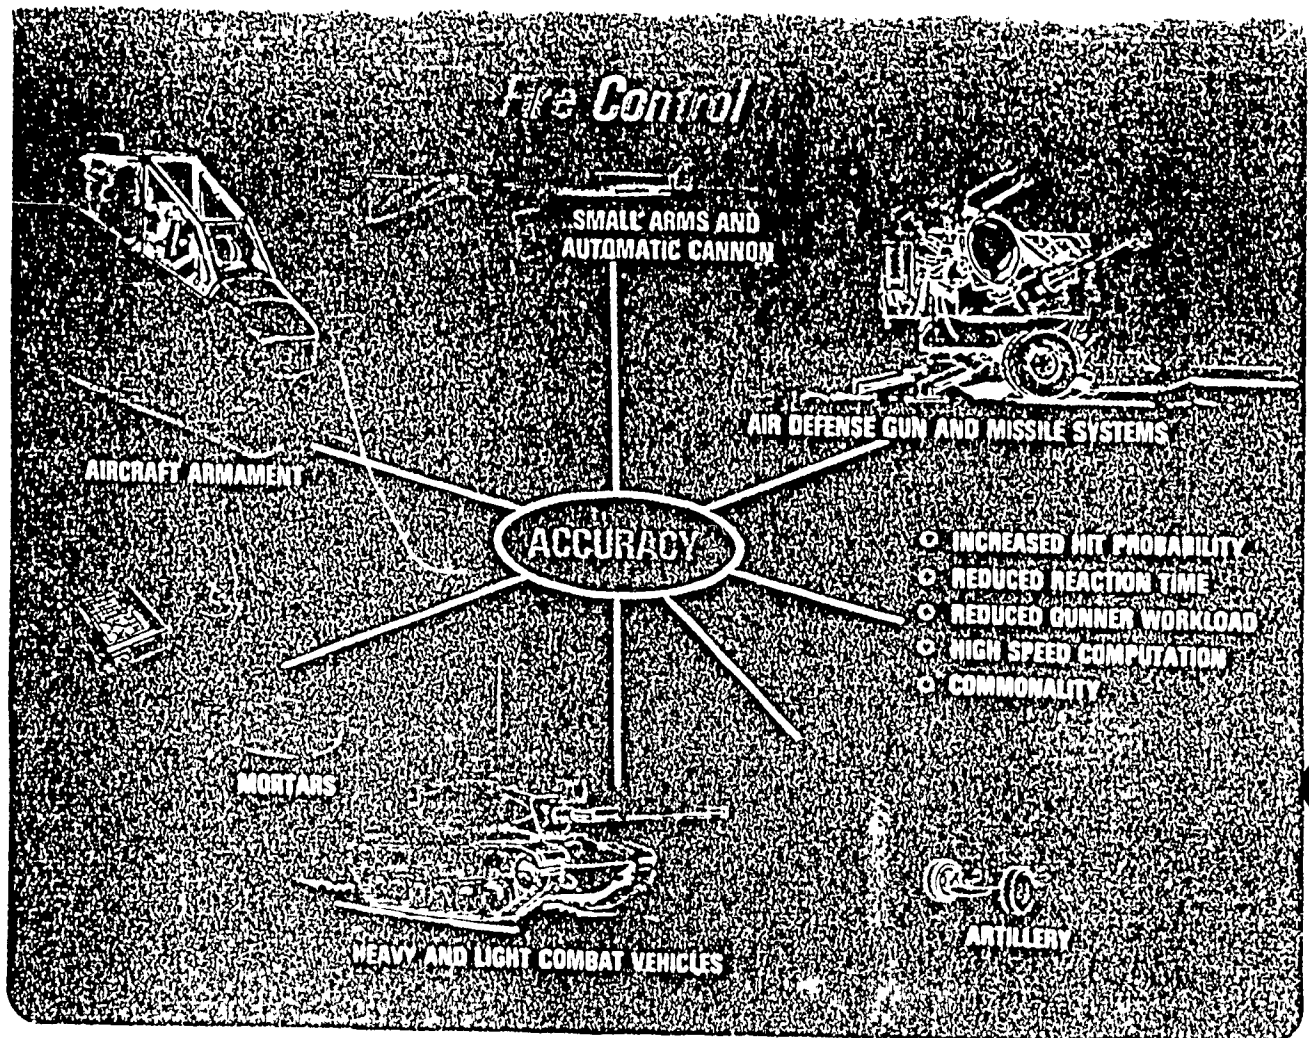 Fire Control
SMALL ARMS AND
AUTOMATIC CANNON
AIR DEFENSE GUN AND MISSILE SYSTEMS
AIRCRAFT ARMAMENT
ACCURACY
O INCREASED HIT PROBABILITY
O REDUCED REACTION TIME
O REDUCED GUNNER WORKLOAD
O HIGH SPEED COMPUTATION
O COMMONALITY
MORTARS
HEAVY AND LIGHT COMBAT VEHICLES
ARTILLERY